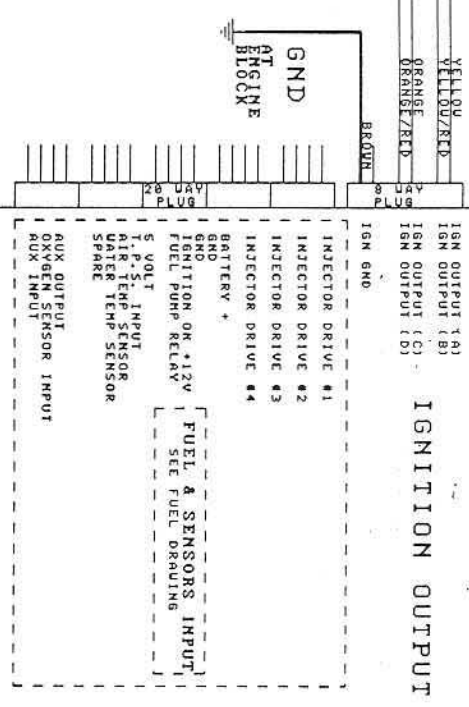 YELLOW
YELLOW/RED
ORANGE
ORANGE/RED
BROWN
GND
AT
ENGINE
BLOCK
8 WAY
PLUG
20 WAY
PLUG
IGN OUTPUT (A)
IGN OUTPUT (B)
IGN OUTPUT (C)
IGN OUTPUT (D)
IGN GND
IGNITION OUTPUT
INJECTOR DRIVE #1
INJECTOR DRIVE #2
INJECTOR DRIVE #3
INJECTOR DRIVE #4
BATTERY +
GND
GND
IGNITION ON +12V
FUEL PUMP RELAY
5 VOLT
T.P.S. INPUT
AIR TEMP SENSOR
WATER TEMP SENSOR
SPARE
AUX OUTPUT
OXYGEN SENSOR INPUT
AUX INPUT
FUEL & SENSORS INPUT
SEE FUEL DRAWING